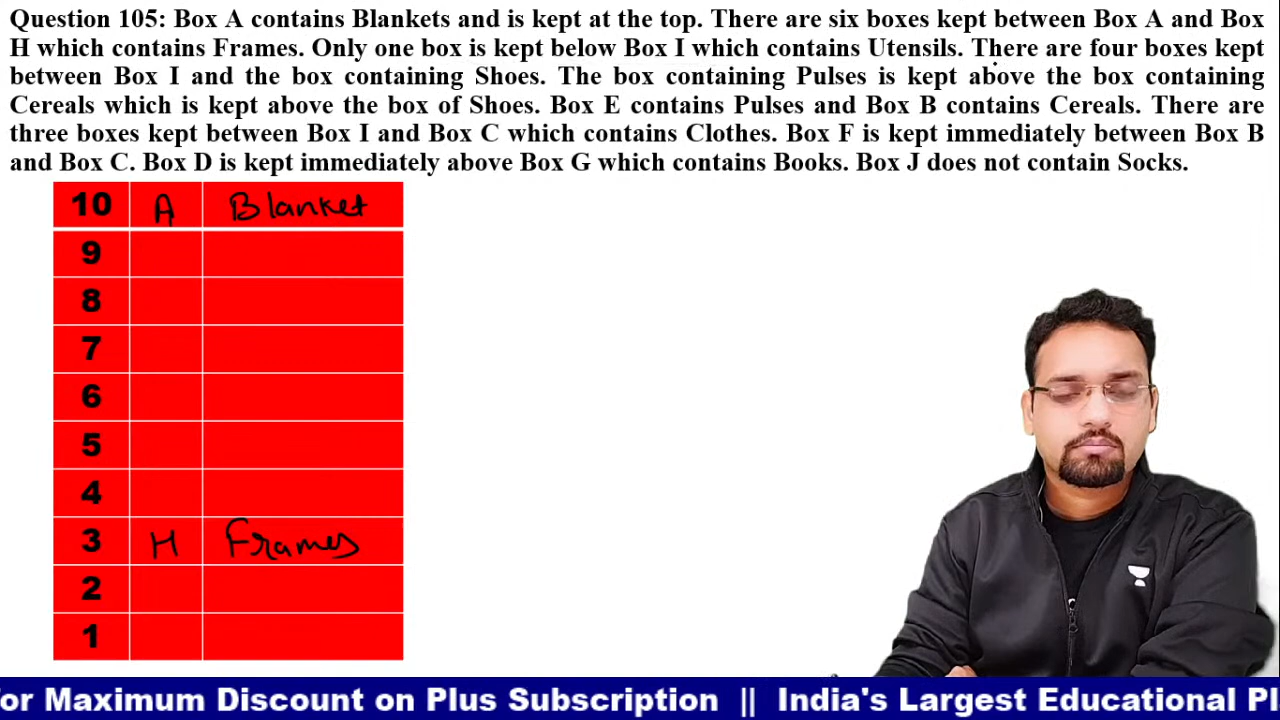 Question 105: Box A contains Blankets and is kept at the top. There are six boxes kept between Box A and Box
H which contains Frames. Only one box is kept below Box I which contains Utensils. There are four boxes kept
between Box I and the box containing Shoes. The box containing Pulses is kept above the box containing
Cereals which is kept above the box of Shoes. Box E contains Pulses and Box B contains Cereals. There are
three boxes kept between Box I and Box C which contains Clothes. Box F is kept immediately between Box B
and Box C. Box D is kept immediately above Box G which contains Books. Box J does not contain Socks.
10 A Blanket
9
8
7
6
5
4
3 H Frames
2
1
or Maximum Discount on Plus Subscription || India's Largest Educational Pl